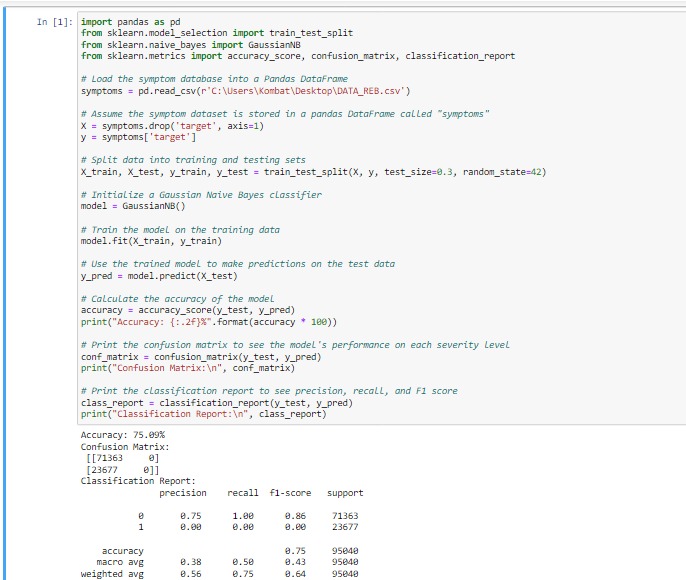 In [1]: import pandas as pd
from sklearn.model_selection import train_test_split
from sklearn.naive_bayes import GaussianNB
from sklearn.metrics import accuracy_score, confusion_matrix, classification_report

# Load the symptom database into a Pandas DataFrame
symptoms = pd.read_csv(r'C:\Users\Kombat\Desktop\DATA_REB.csv')

# Assume the symptom dataset is stored in a pandas DataFrame called "symptoms"
X = symptoms.drop('target', axis=1)
y = symptoms['target']

# Split data into training and testing sets
X_train, X_test, y_train, y_test = train_test_split(X, y, test_size=0.3, random_state=42)

# Initialize a Gaussian Naive Bayes classifier
model = GaussianNB()

# Train the model on the training data
model.fit(X_train, y_train)

# Use the trained model to make predictions on the test data
y_pred = model.predict(X_test)

# Calculate the accuracy of the model
accuracy = accuracy_score(y_test, y_pred)
print("Accuracy: {:.2f}%".format(accuracy * 100))

# Print the confusion matrix to see the model's performance on each severity level
conf_matrix = confusion_matrix(y_test, y_pred)
print("Confusion Matrix:\n", conf_matrix)

# Print the classification report to see precision, recall, and F1 score
class_report = classification_report(y_test, y_pred)
print("Classification Report:\n", class_report)

Accuracy: 75.09%
Confusion Matrix:
[[71363 0]
[23677 0]]
Classification Report:
precision recall f1-score support

0 0.75 1.00 0.86 71363
1 0.00 0.00 0.00 23677

accuracy 0.75 95040
macro avg 0.38 0.50 0.43 95040
weighted avg 0.56 0.75 0.64 95040